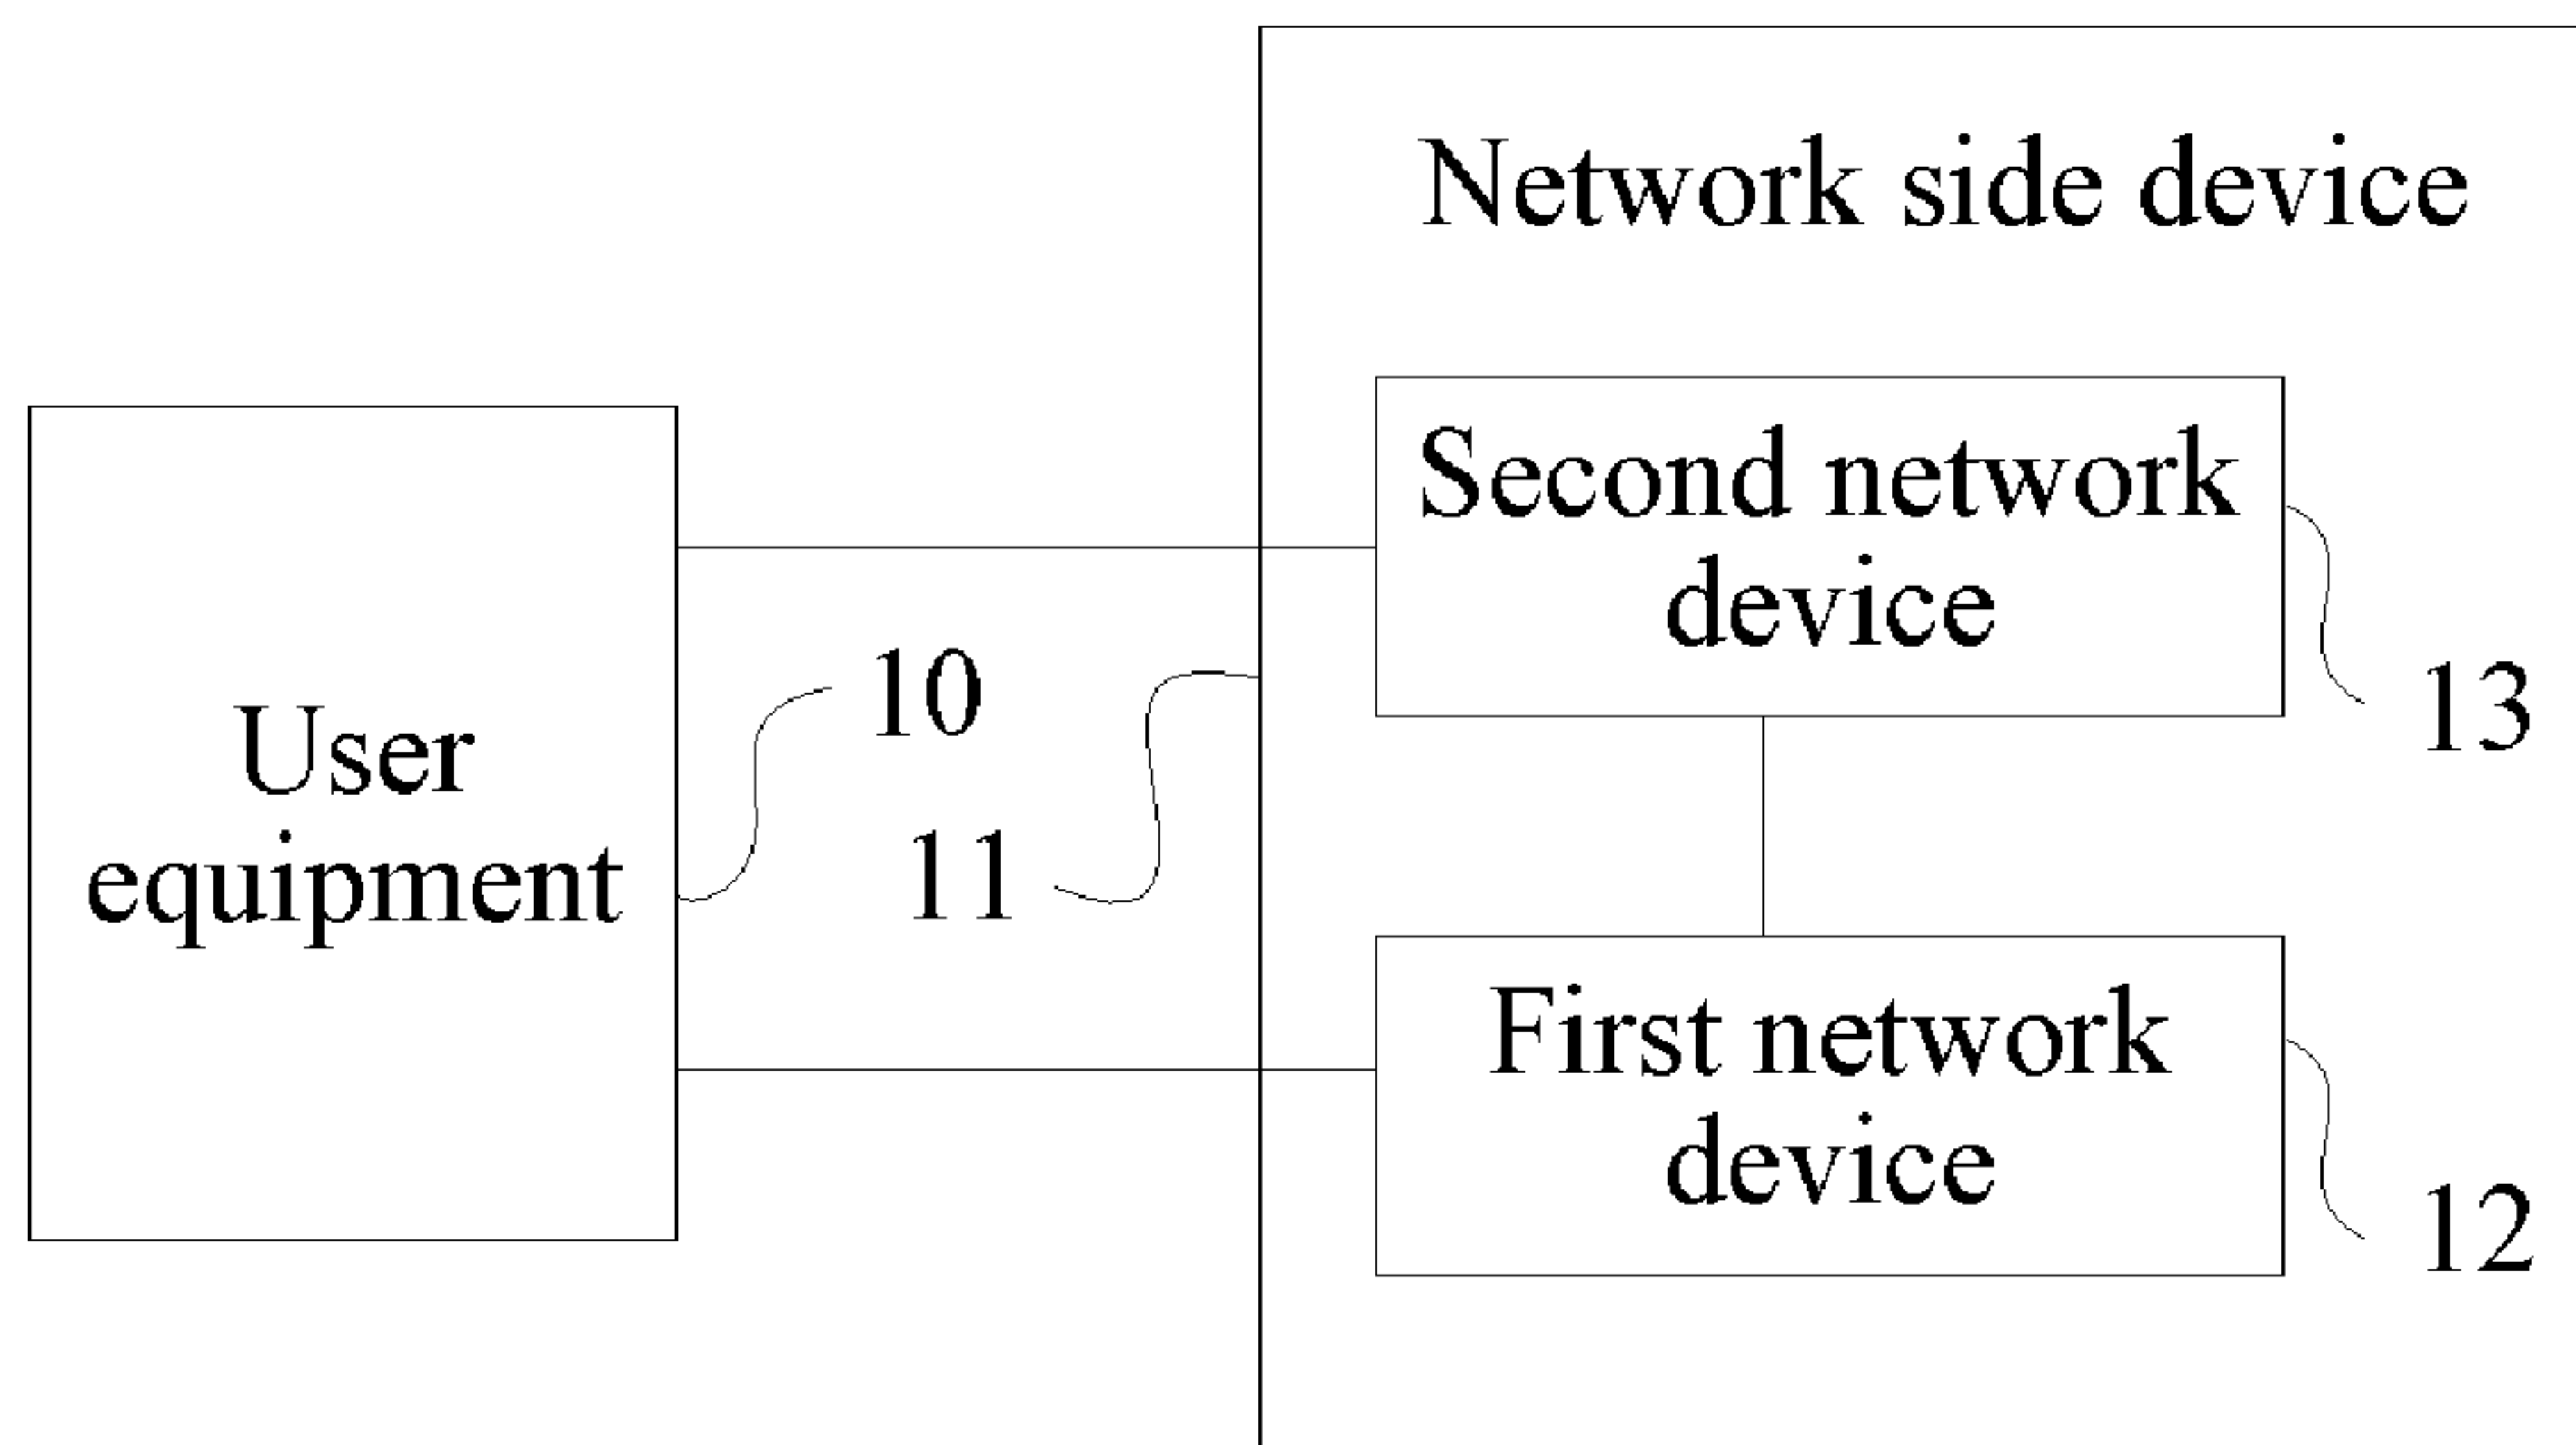 Network side device
Second network
device
10
13
User
equipment
11
First network
device
12